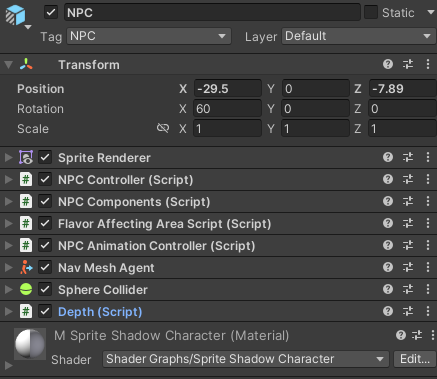 NPC Static
Tag NPC Layer Default
Transform
Position X -29.5 Y 0 Z -7.89
Rotation X 60 Y 0 Z 0
Scale X 1 Y 1 Z 1
Sprite Renderer
NPC Controller (Script)
NPC Components (Script)
Flavor Affecting Area Script (Script)
NPC Animation Controller (Script)
Nav Mesh Agent
Sphere Collider
Depth (Script)
M Sprite Shadow Character (Material)
Shader Shader Graphs/Sprite Shadow Character Edit...